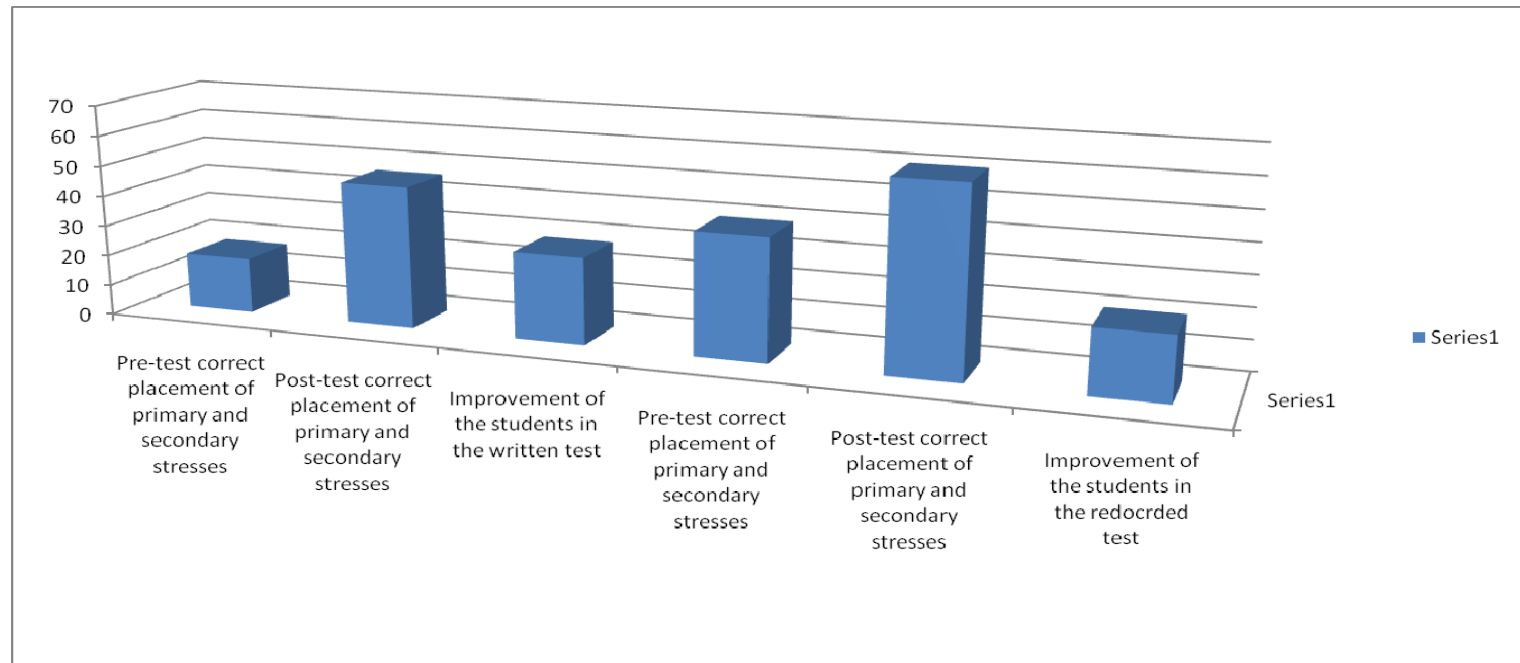 70
60
50
40
30
20
10
0
Pre-test correct
placement of
primary and
secondary
stresses
Post-test correct
placement of
primary and
secondary
stresses
Improvement of
the students in
the written test
Pre-test correct
placement of
primary and
secondary
stresses
Post-test correct
placement of
primary and
secondary
stresses
Improvement of
the students in
the redocrded
test
Series1
Series1